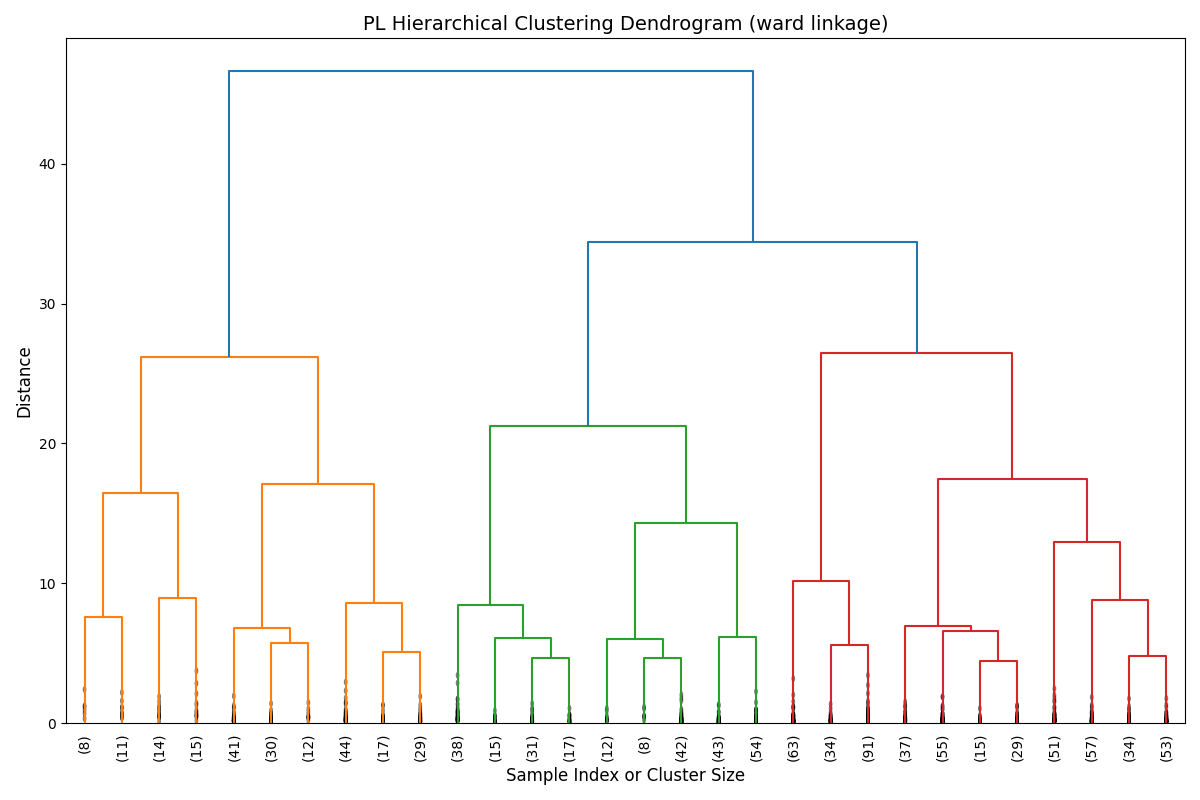 PL Hierarchical Clustering Dendrogram (ward linkage)
Distance
40
30
20
10
0
(8) (11) (14) (15) (41) (30) (12) (44) (17) (29) (38) (15) (31) (17) (12) (8) (42) (43) (54) (63) (34) (91) (37) (55) (15) (29) (51) (57) (34) (53)
Sample Index or Cluster Size